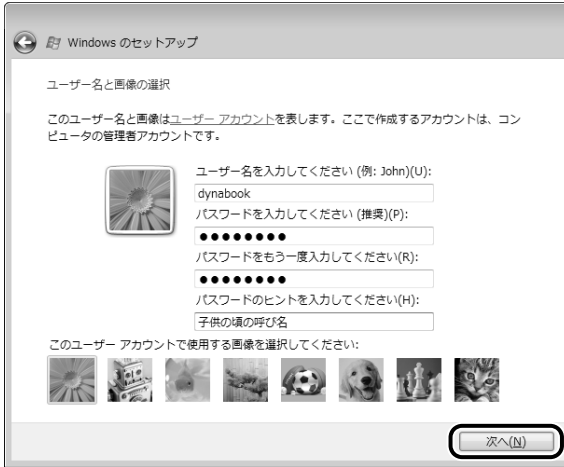 Windows のセットアップ
ユーザー名と画像の選択
このユーザー名と画像はユーザー アカウントを表します。ここで作成するアカウントは、コン
ピュータの管理者アカウントです。
ユーザー名を入力してください (例: John)(U):
dynabook
パスワードを入力してください (推奨)(P):
●●●●●●●●
パスワードをもう一度入力してください(R):
●●●●●●●●
パスワードのヒントを入力してください(H):
子供の頃の呼び名
このユーザー アカウントで使用する画像を選択してください:
次へ(N)